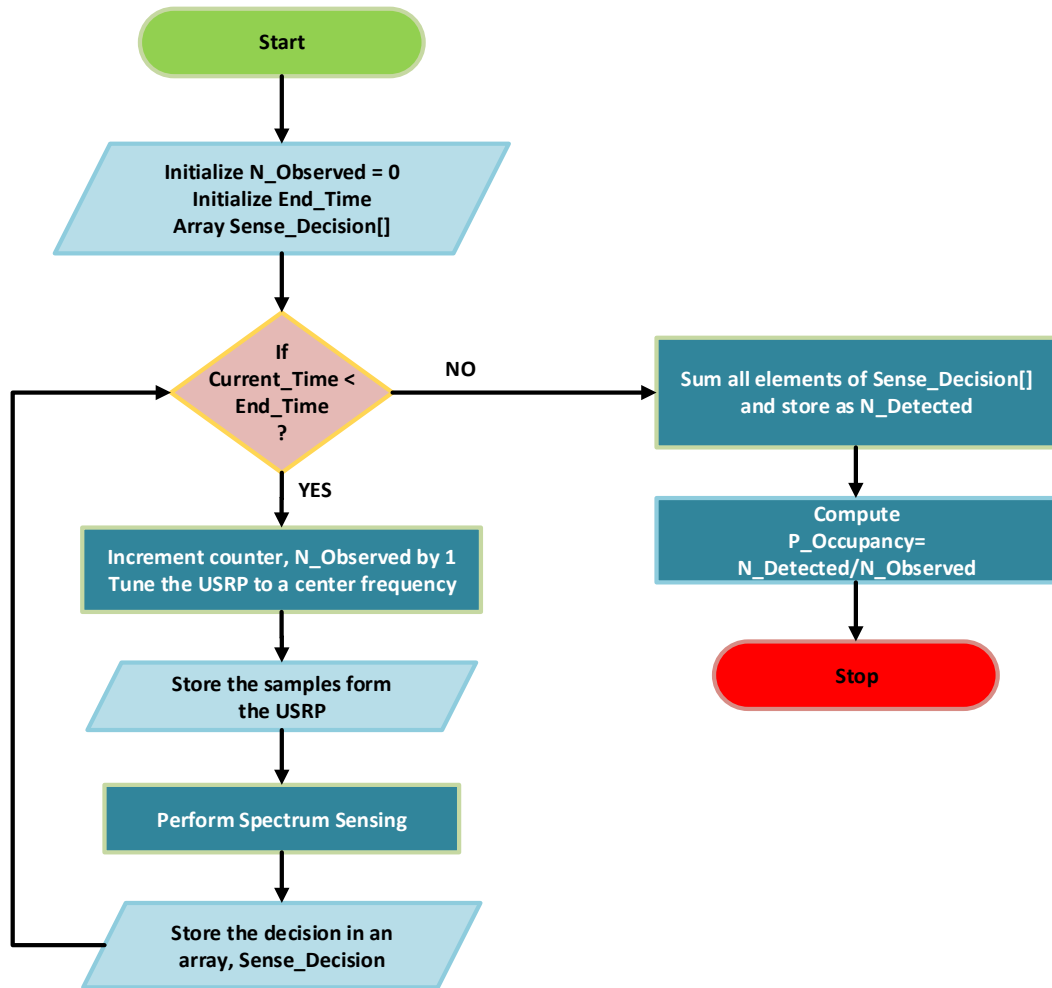 Start
Initialize N_Observed = 0
Initialize End_Time
Array Sense_Decision[]
If
Current_Time <
End_Time
?
NO
YES
Increment counter, N_Observed by 1
Tune the USRP to a center frequency
Store the samples form
the USRP
Perform Spectrum Sensing
Store the decision in an
array, Sense_Decision
Sum all elements of Sense_Decision[]
and store as N_Detected
Compute
P_Occupancy=
N_Detected/N_Observed
Stop